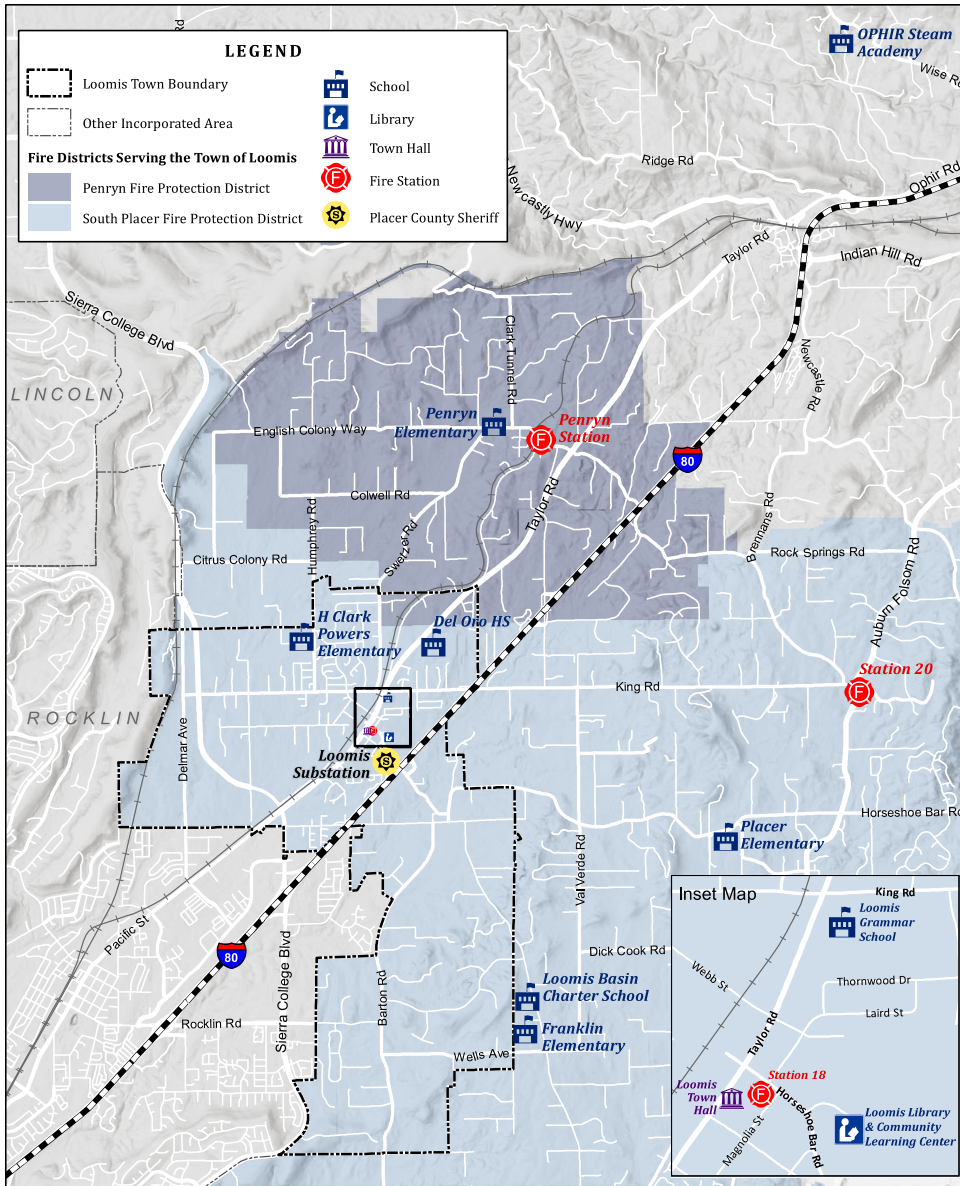 Rd
LEGEND
Loomis Town Boundary
Other Incorporated Area
Fire Districts Serving the Town of Loomis
Penryn Fire Protection District
South Placer Fire Protection District
School
Library
Town Hall
F
Fire Station
S
Placer County Sheriff
OPHIR Steam
Academy
Wise Rd
Ridge Rd
Newcastly Hwy
Ophir Rd
Taylor Rd
Indian Hill Rd
Sierra College Blvd
Clark Tunnel Rd
Newcastle Rd
LINCOLN
Penryn
Elementary
Penryn
Station
F
English Colony Way
80
Colwell Rd
Taylor Rd
Humphrey Rd
Swetzer Rd
Brennans Rd
Citrus Colony Rd
Rock Springs Rd
Auburn Folsom Rd
H Clark
Powers
Elementary
Del Oro HS
Station 20
F
King Rd
ROCKLIN
Delmar Ave
Loomis
Substation
S
Horseshoe Bar Rd
Placer
Elementary
Val Verde Rd
Pacific St
80
Sierra College Blvd
Barton Rd
Dick Cook Rd
Loomis Basin
Charter School
Franklin
Elementary
Rocklin Rd
Wells Ave
Inset Map
King Rd
Loomis
Grammar
School
Webb St
Thornwood Dr
Laird St
Taylor Rd
Station 18
F
Loomis
Town
Hall
Horseshoe Bar Rd
Magnolia St
Loomis Library
& Community
Learning Center